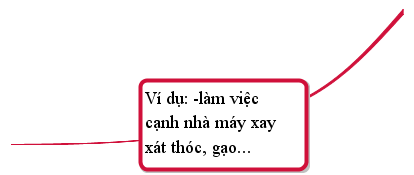 Ví dụ: -làm việc
cạnh nhà máy xay
xát thóc, gạo...